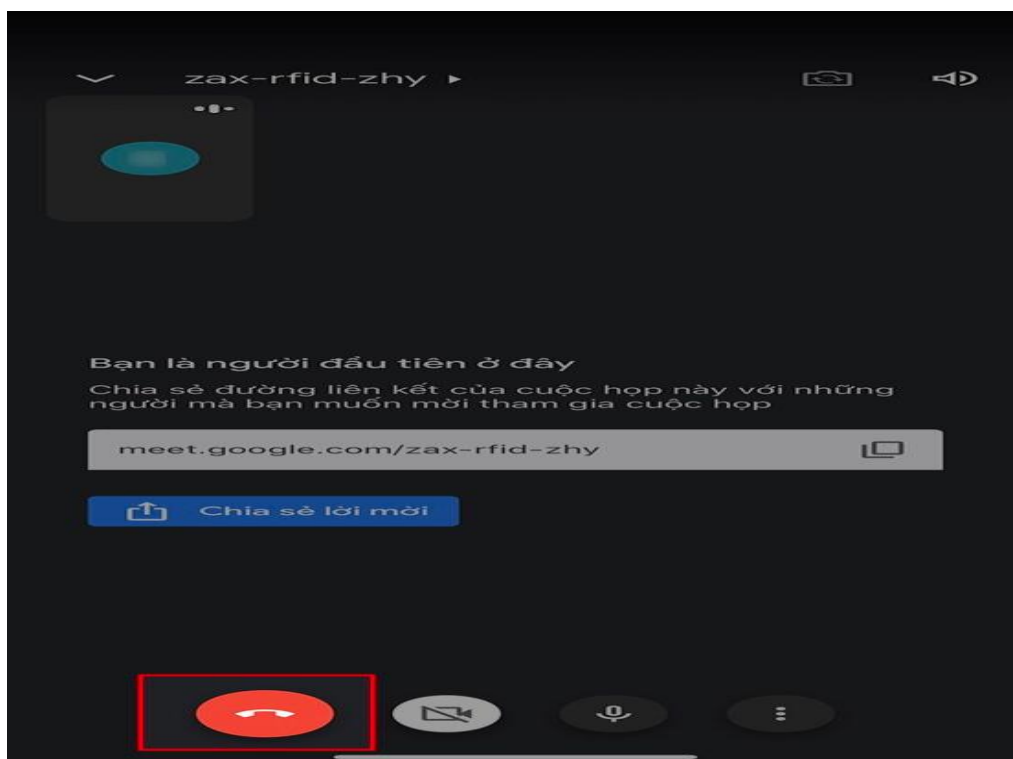 zax-rfid-zhy
Bạn là người đầu tiên ở đây
Chia sẻ đường liên kết của cuộc họp này với những
người mà bạn muốn mời tham gia cuộc họp
meet.google.com/zax-rfid-zhy
Chia sẻ lời mời